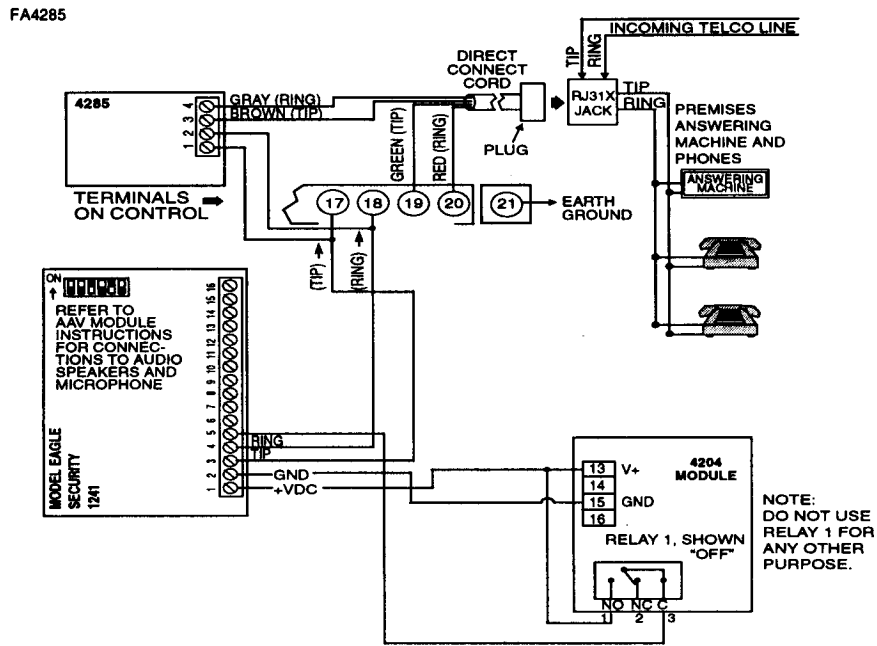 FA4285
INCOMING TELCO LINE
TIP
RING
DIRECT
CONNECT
CORD
PLUG
RJ31X
JACK
TIP
RING
PREMISES
ANSWERING
MACHINE AND
PHONES
ANSWERING
MACHINE
4285
4
3
2
1
GRAY (RING)
BROWN (TIP)
GREEN (TIP)
RED (RING)
TERMINALS
ON CONTROL
17
18
19
20
21
EARTH
GROUND
(TIP)
(RING)
ON
REFER TO
AAV MODULE
INSTRUCTIONS
FOR CONNEC-
TIONS TO AUDIO
SPEAKERS AND
MICROPHONE
MODEL EAGLE
SECURITY
1241
16
15
14
13
12
11
10
9
8
7
6
5
4
3
2
1
RING
TIP
GND
+VDC
4204
MODULE
13 V+
14
15 GND
16
RELAY 1, SHOWN
"OFF"
NO NC C
1 2 3
NOTE:
DO NOT USE
RELAY 1 FOR
ANY OTHER
PURPOSE.